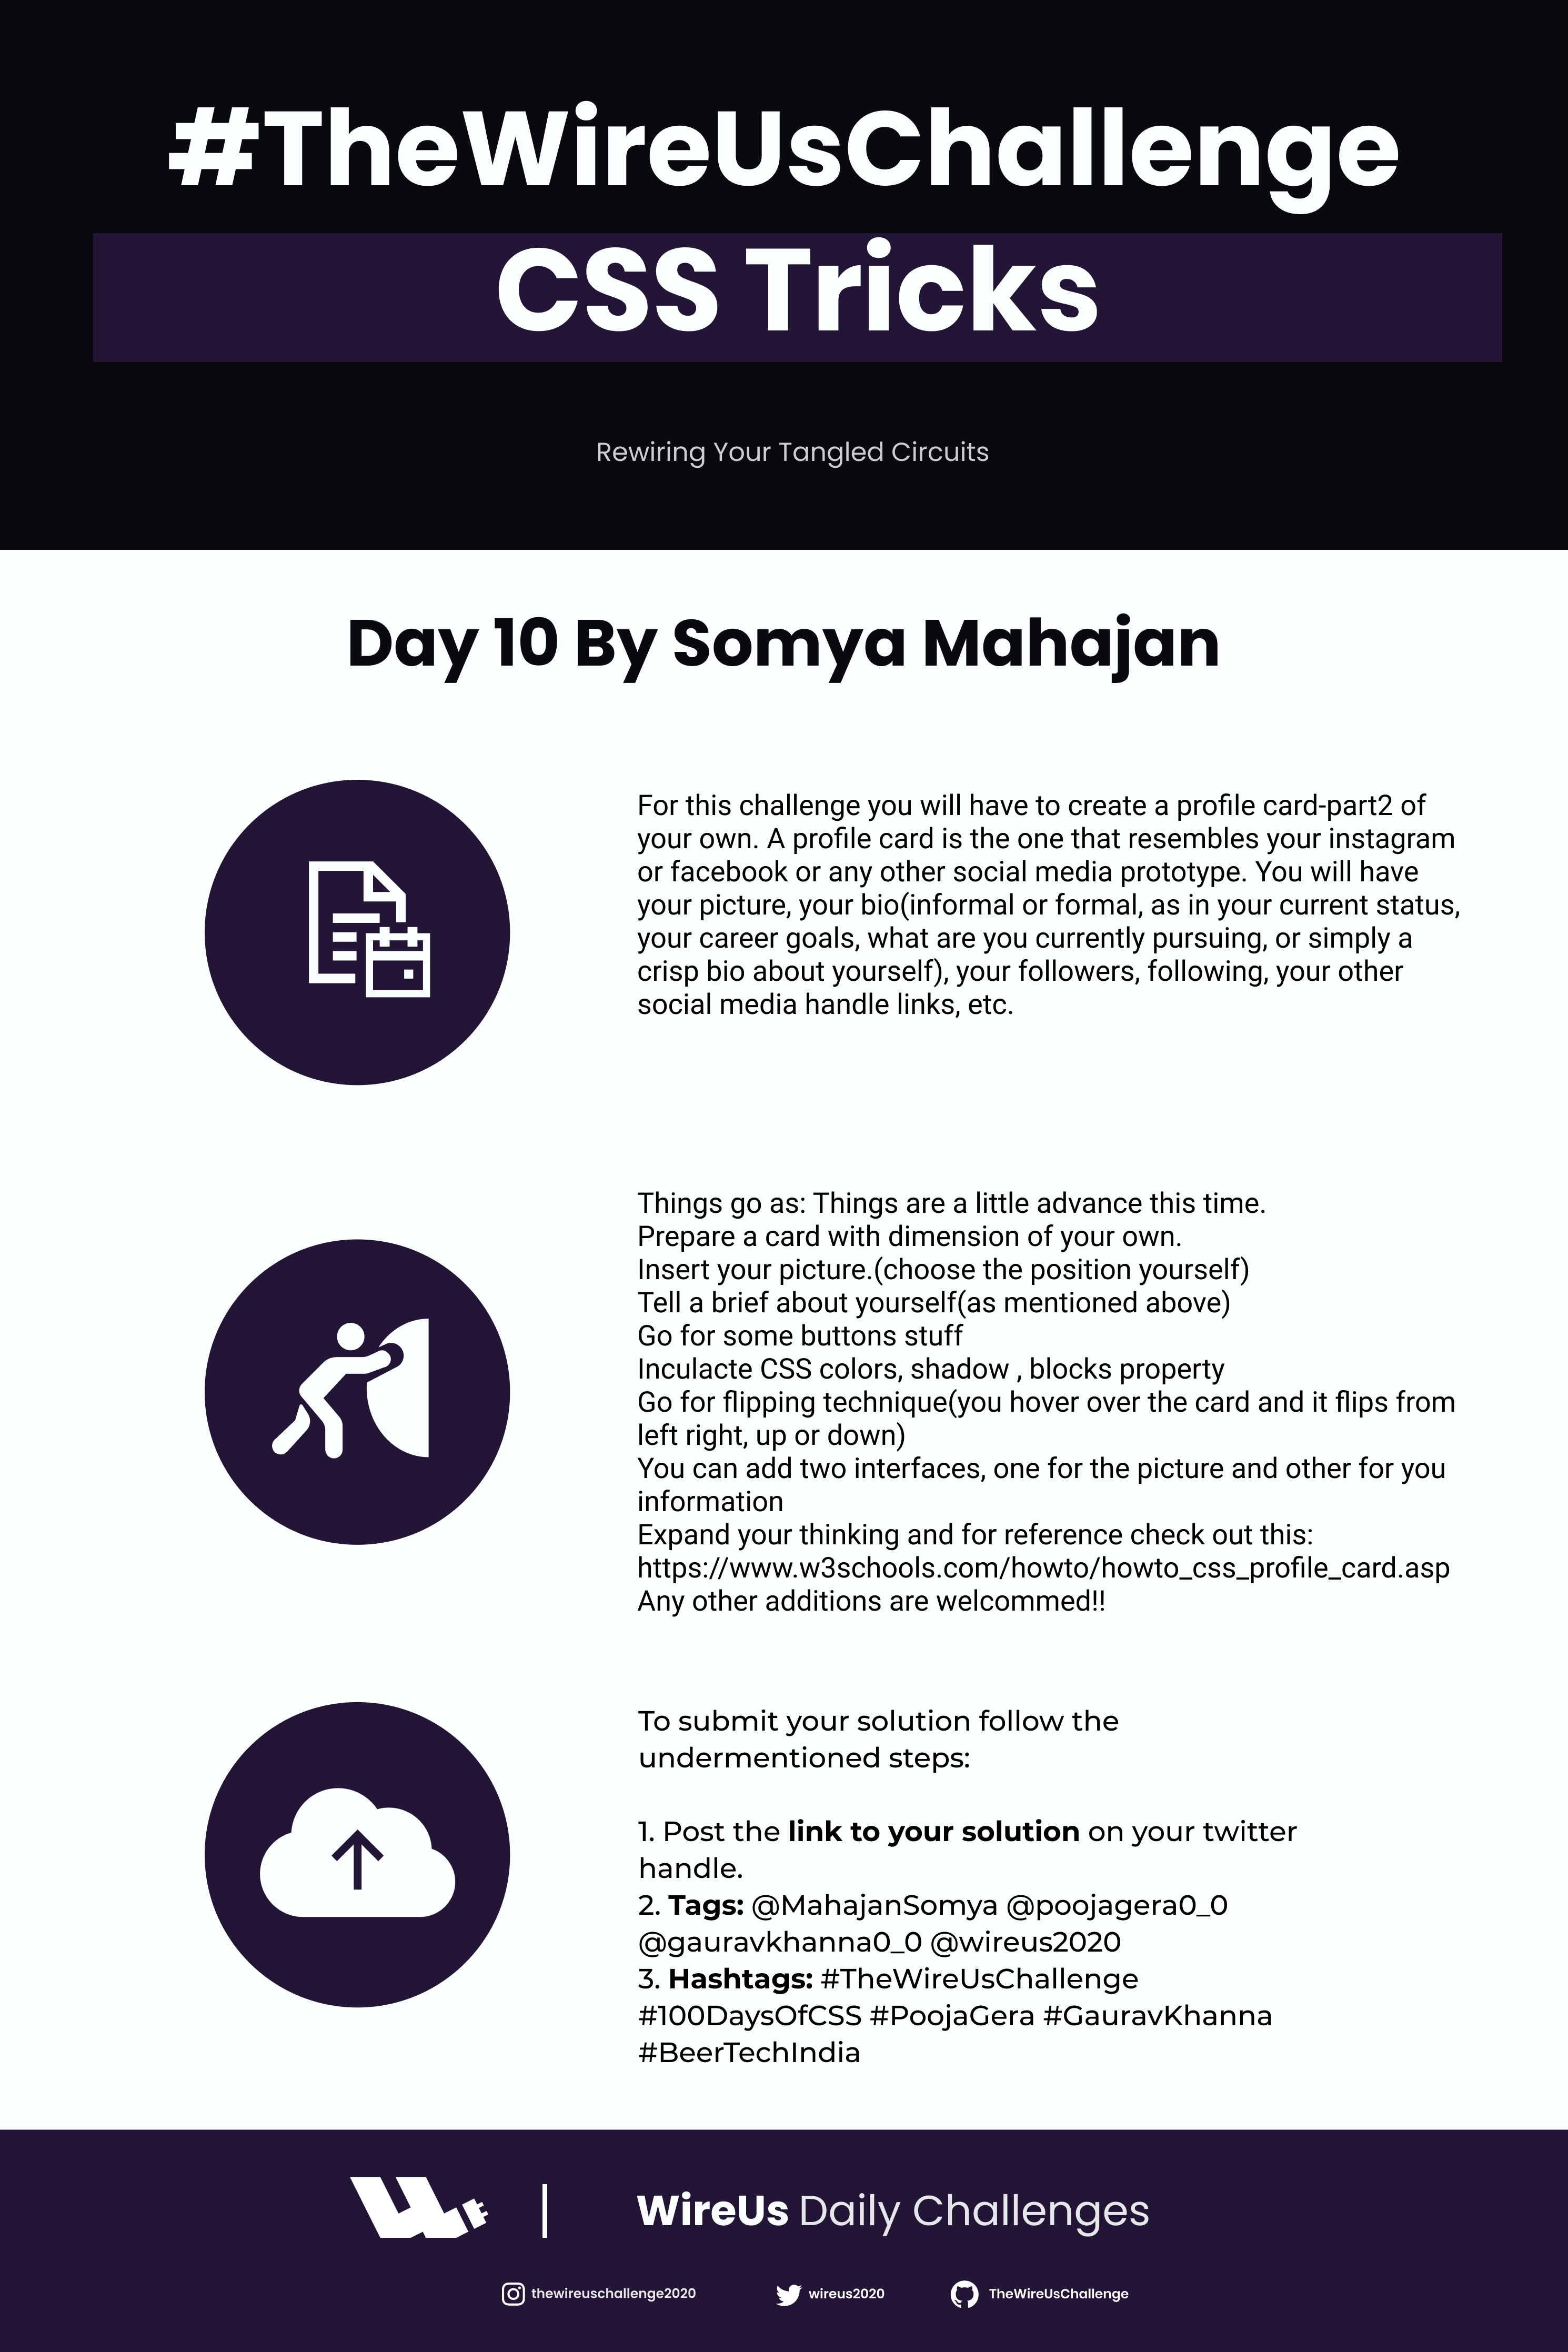 #TheWireUsChallenge
CSS Tricks
Rewiring Your Tangled Circuits
Day 10 By Somya Mahajan
For this challenge you will have to create a profile card-part2 of
your own. A profile card is the one that resembles your instagram
or facebook or any other social media prototype. You will have
your picture, your bio(informal or formal, as in your current status,
your career goals, what are you currently pursuing, or simply a
crisp bio about yourself), your followers, following, your other
social media handle links, etc.
Things go as: Things are a little advance this time.
Prepare a card with dimension of your own.
Insert your picture.(choose the position yourself)
Tell a brief about yourself(as mentioned above)
Go for some buttons stuff
Inculacte CSS colors, shadow , blocks property
Go for flipping technique(you hover over the card and it flips from
left right, up or down)
You can add two interfaces, one for the picture and other for you
information
Expand your thinking and for reference check out this:
https://www.w3schools.com/howto/howto_css_profile_card.asp
Any other additions are welcommed!!
To submit your solution follow the
undermentioned steps:
1. Post the link to your solution on your twitter
handle.
2. Tags: @MahajanSomya @poojagera0_0
@gauravkhanna0_0 @wireus2020
3. Hashtags: #TheWireUsChallenge
#100DaysOfCSS #PoojaGera #GauravKhanna
#BeerTechIndia
WireUs Daily Challenges
thewireuschallenge2020 wireus2020 TheWireUsChallenge